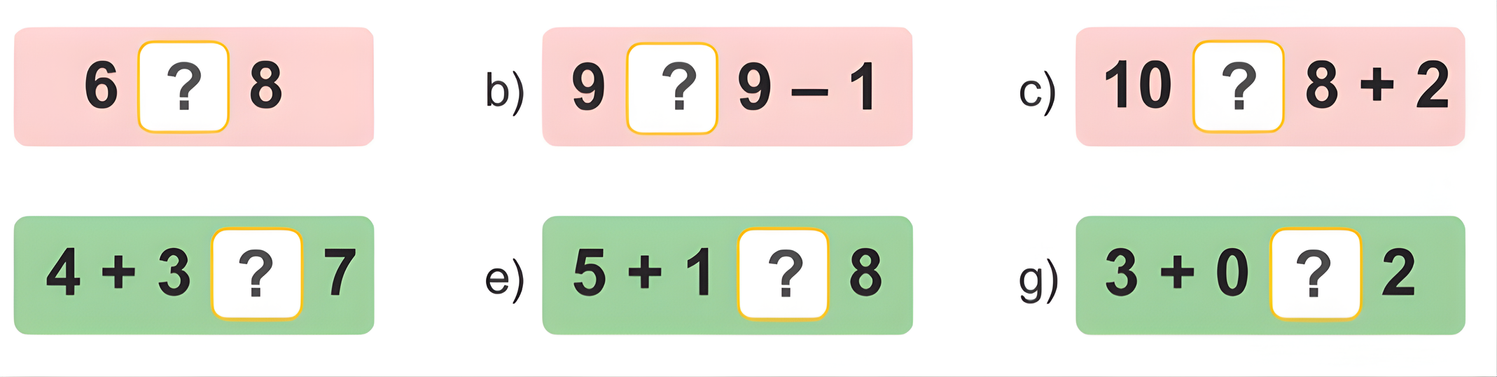 6 ? 8
b) 9 ? 9 – 1
c) 10 ? 8 + 2
4 + 3 ? 7
e) 5 + 1 ? 8
g) 3 + 0 ? 2